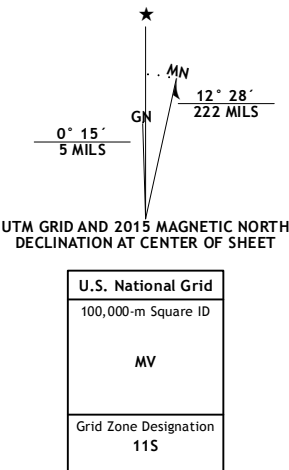 MN
12° 28´
222 MILS
GN
0° 15´
5 MILS
UTM GRID AND 2015 MAGNETIC NORTH
DECLINATION AT CENTER OF SHEET
U.S. National Grid
100,000-m Square ID
MV
Grid Zone Designation
11S